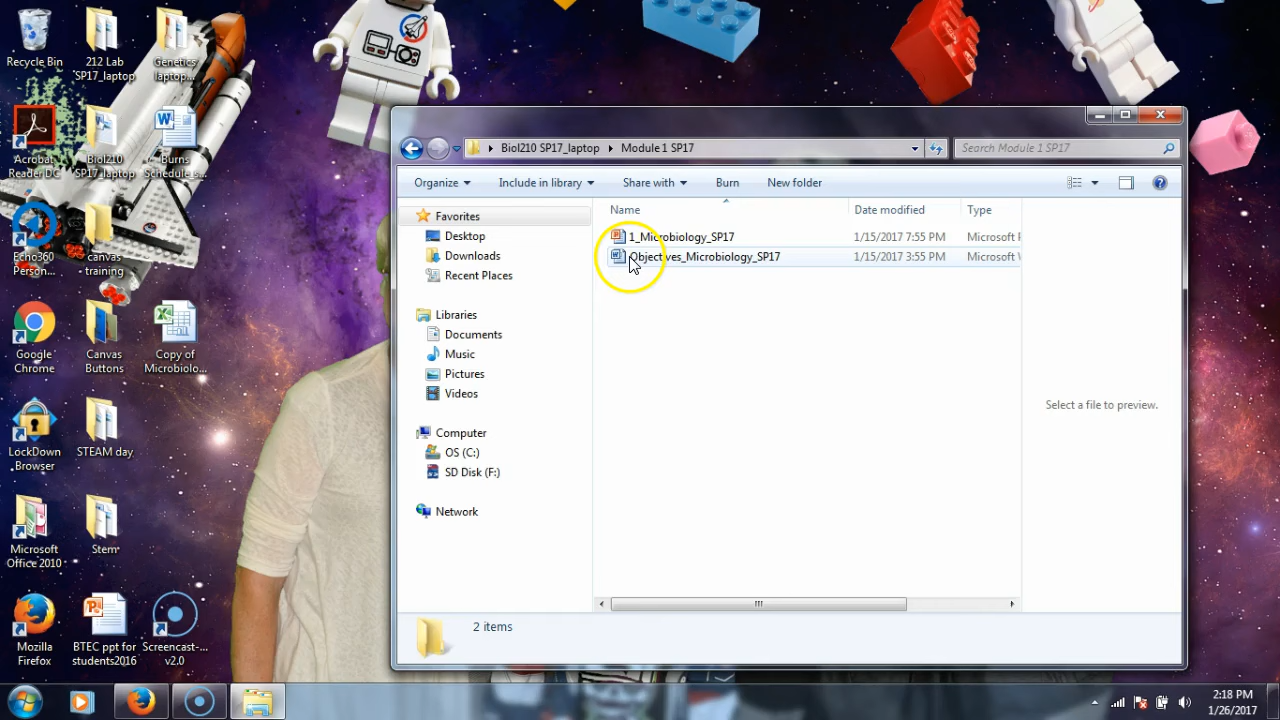 Recycle Bin
212 Lab
SP17_laptop
Genetics
laptop...
Acrobat
Reader DC
Biol210
SP17_laptop
Burns
Schedule_s...
Echo360
Person...
canvas
training
Google
Chrome
Canvas
Buttons
Copy of
Microbiolo...
LockDown
Browser
STEAM day
Microsoft
Office 2010
Stem
Mozilla
Firefox
BTEC ppt for
students2016
Screencast-...
v2.0
Biol210 SP17_laptop
Module 1 SP17
Search Module 1 SP17
Organize
Include in library
Share with
Burn
New folder
Favorites
Desktop
Downloads
Recent Places
Libraries
Documents
Music
Pictures
Videos
Computer
OS (C:)
SD Disk (F:)
Network
Name
Date modified
Type
1_Microbiology_SP17
1/15/2017 7:55 PM
Microsoft P
Objectives_Microbiology_SP17
1/15/2017 3:55 PM
Microsoft W
Select a file to preview.
2 items
2:18 PM
1/26/2017